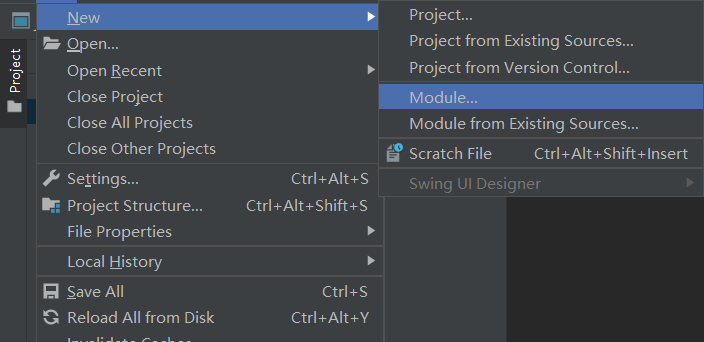 New
Open...
Open Recent
Close Project
Close All Projects
Close Other Projects
Settings... Ctrl+Alt+S
Project Structure... Ctrl+Alt+Shift+S
File Properties
Local History
Save All Ctrl+S
Reload All from Disk Ctrl+Alt+Y
Project...
Project from Existing Sources...
Project from Version Control...
Module...
Module from Existing Sources...
Scratch File Ctrl+Alt+Shift+Insert
Swing UI Designer
Project